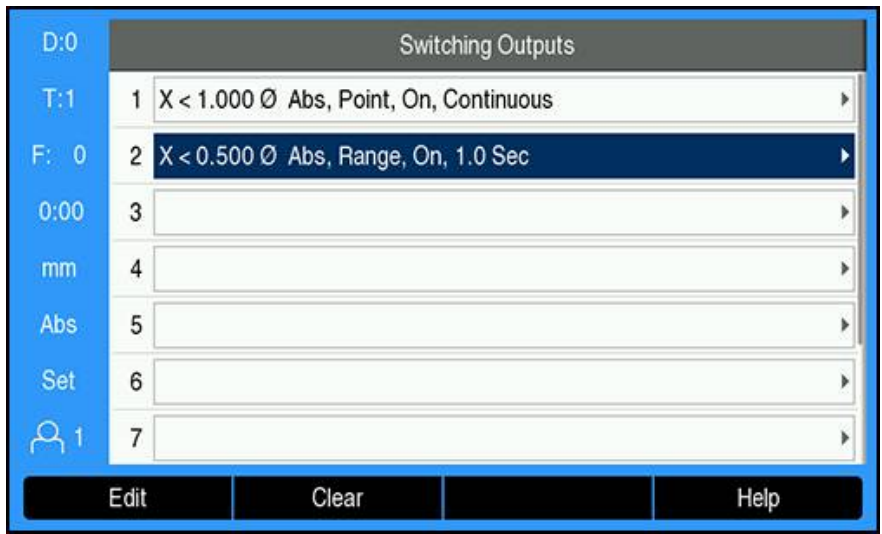 D:0
Switching Outputs
T:1
1 X < 1.000 Ø Abs, Point, On, Continuous
F: 0
2 X < 0.500 Ø Abs, Range, On, 1.0 Sec
0:00
3
mm
4
Abs
5
Set
6
1
7
Edit Clear Help